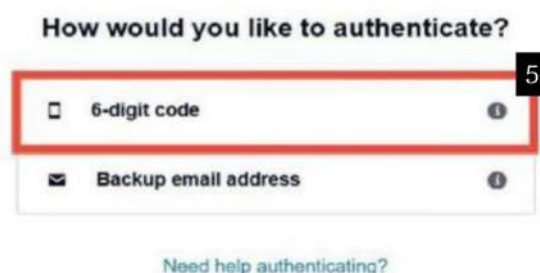 How would you like to authenticate?
5
6-digit code
Backup email address
Need help authenticating?